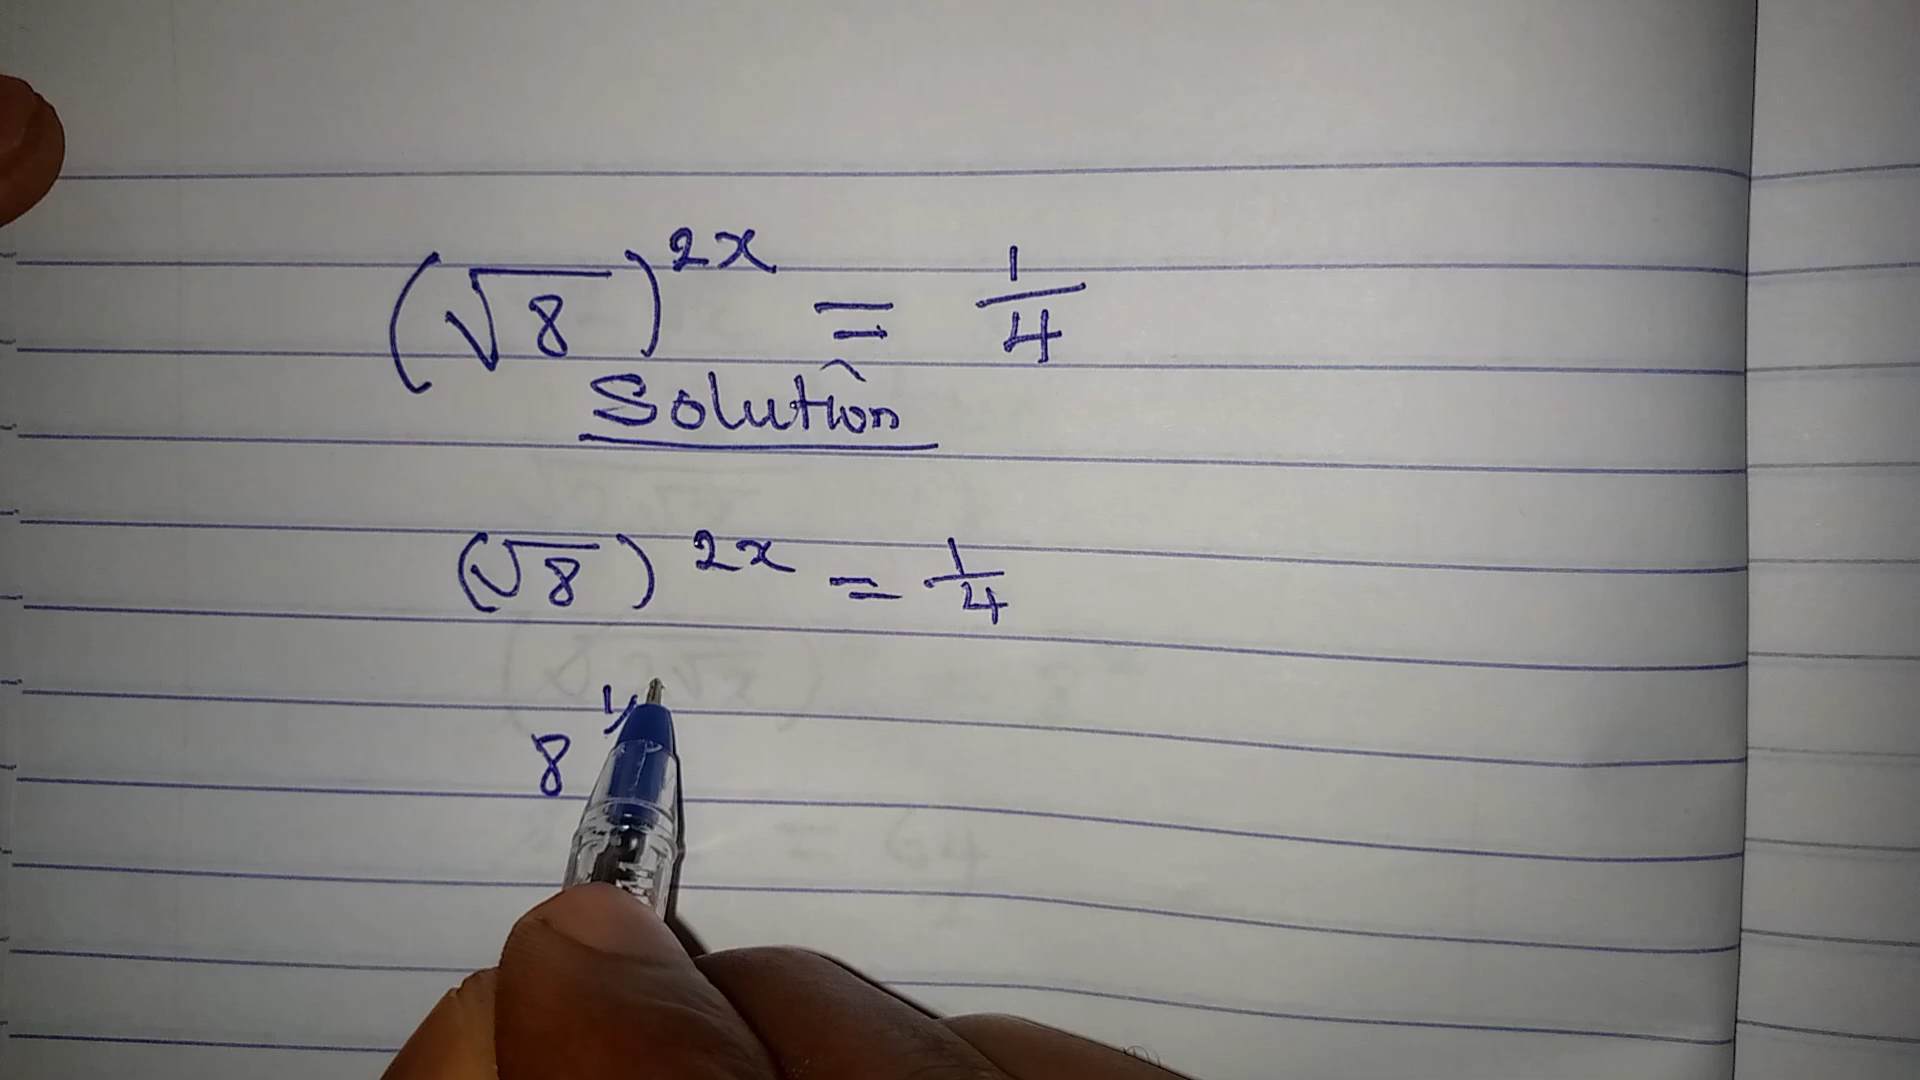 (√8)^2x = 1/4
Solution
(√8)^2x = 1/4
8^1/